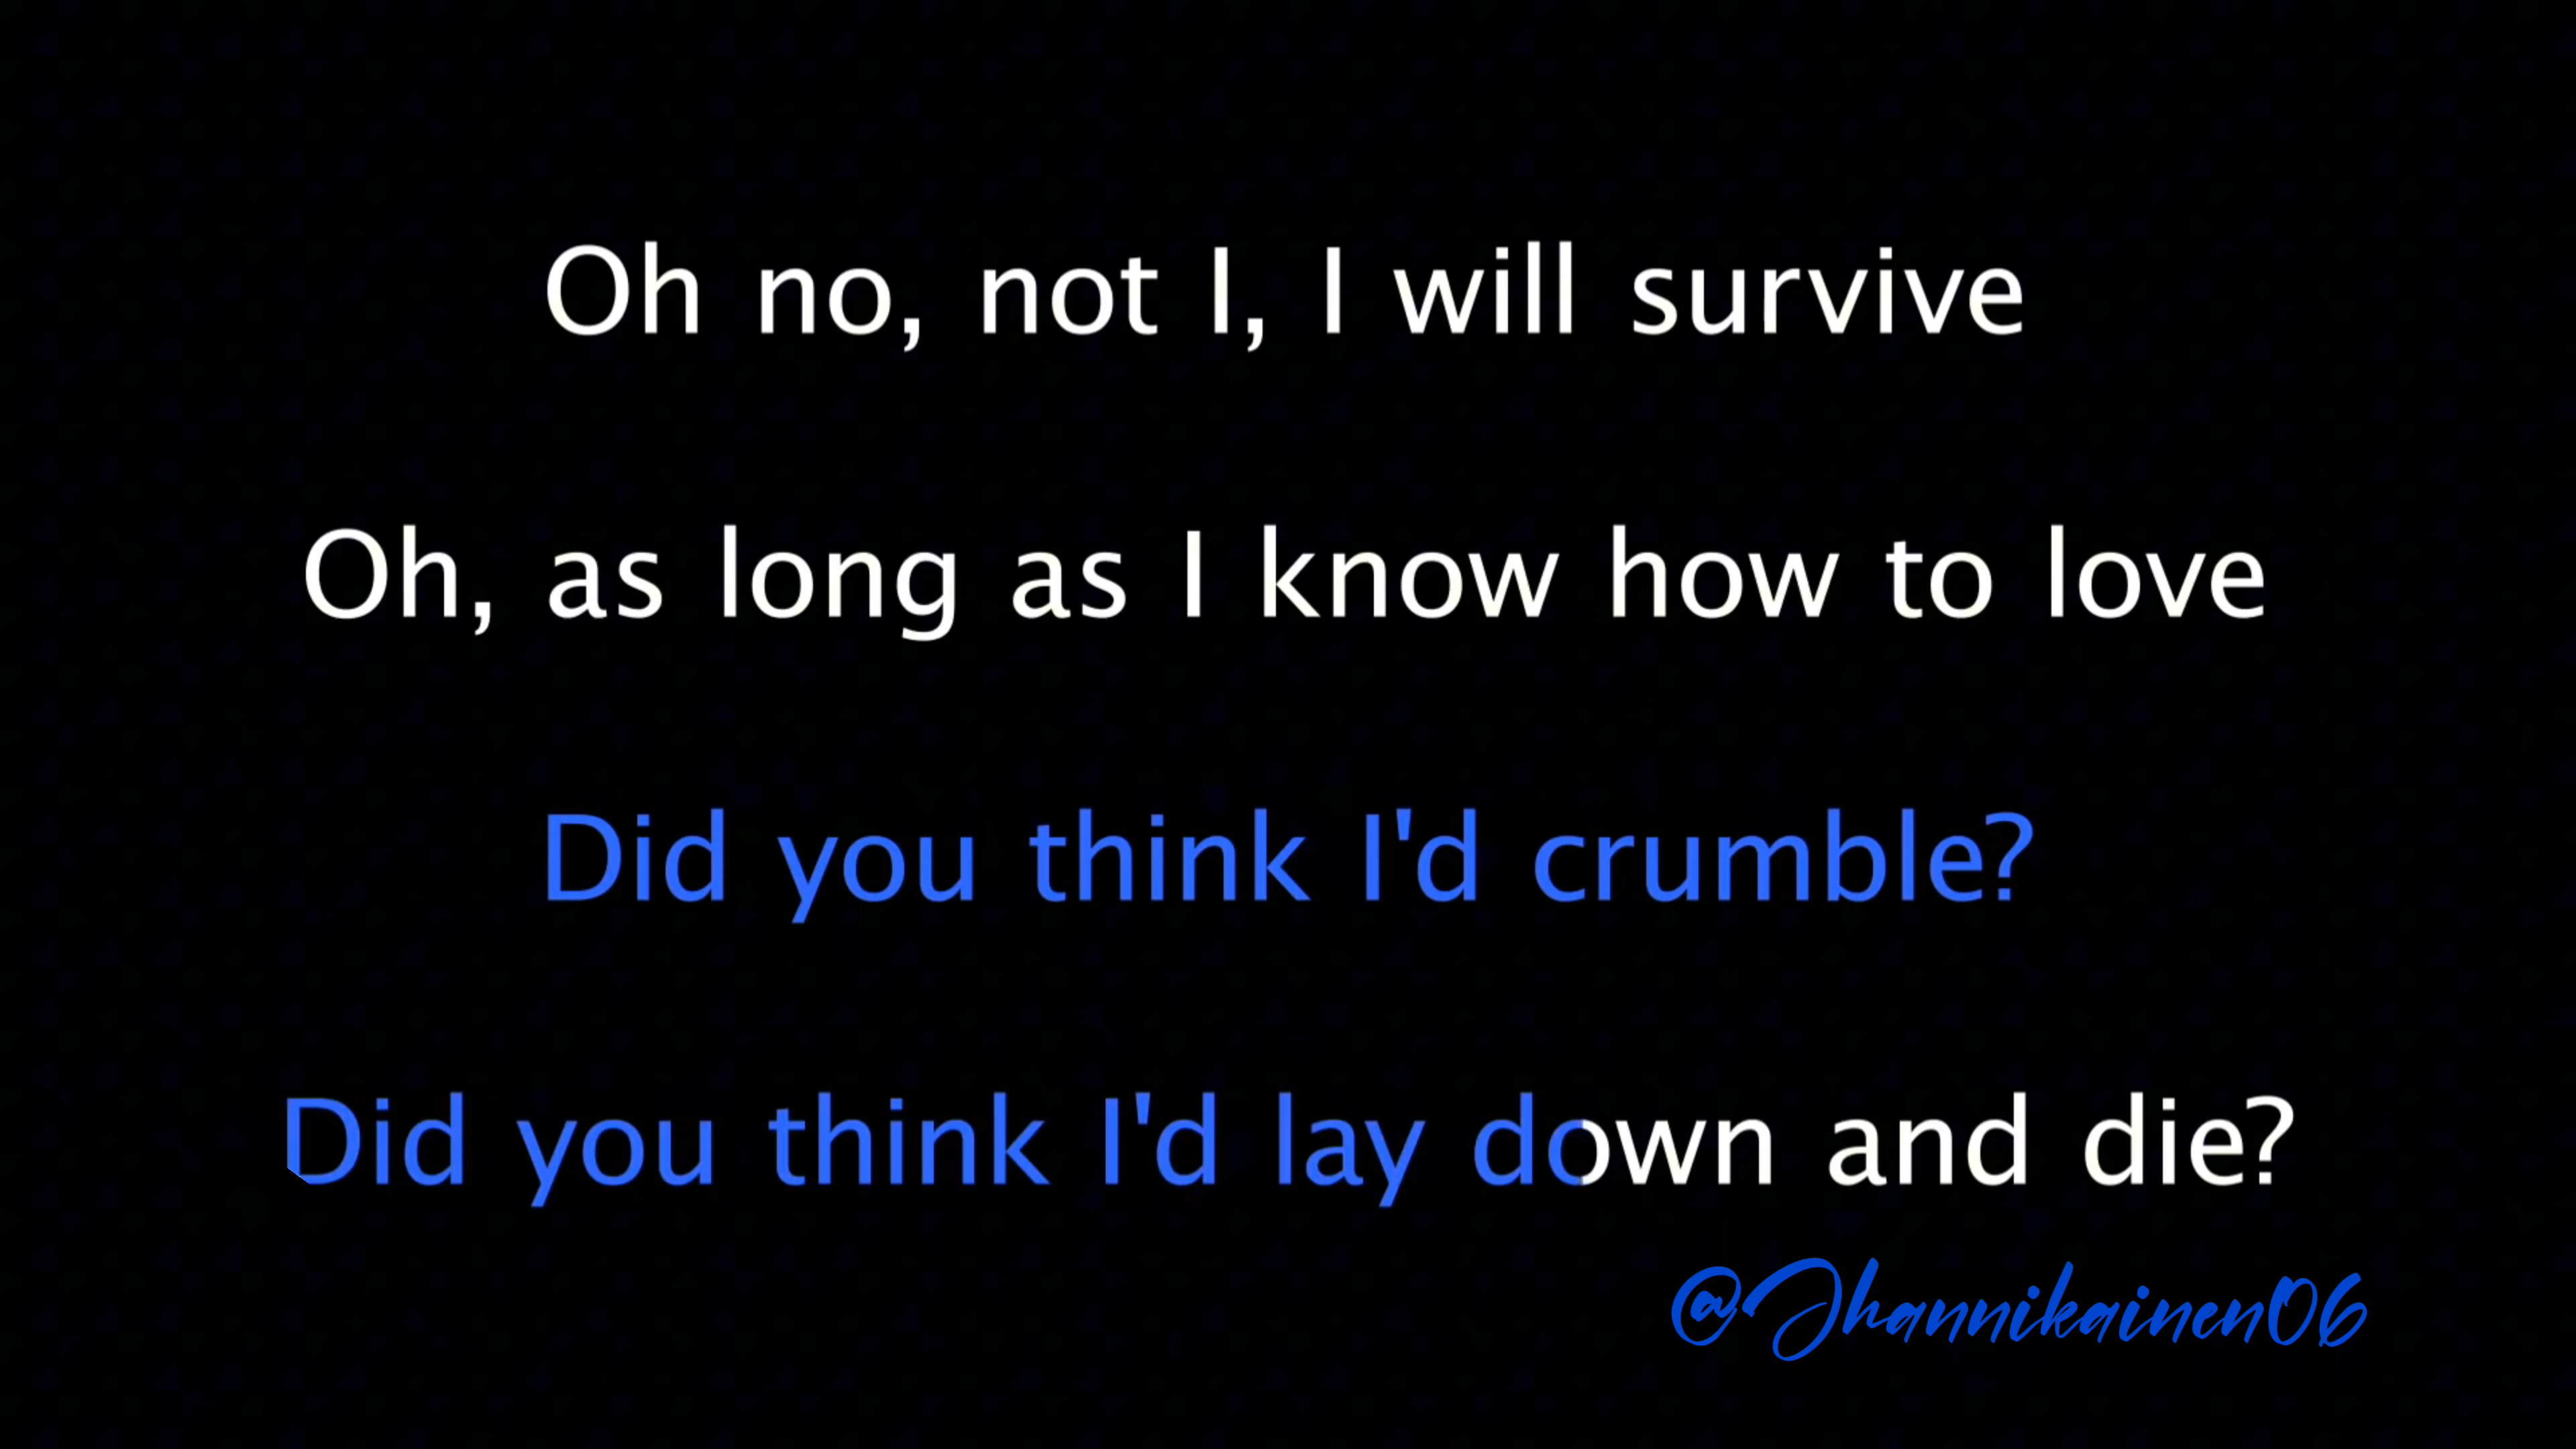 Oh no, not I, I will survive
Oh, as long as I know how to love
Did you think I'd crumble?
Did you think I'd lay down and die?
@Jhannikainen06